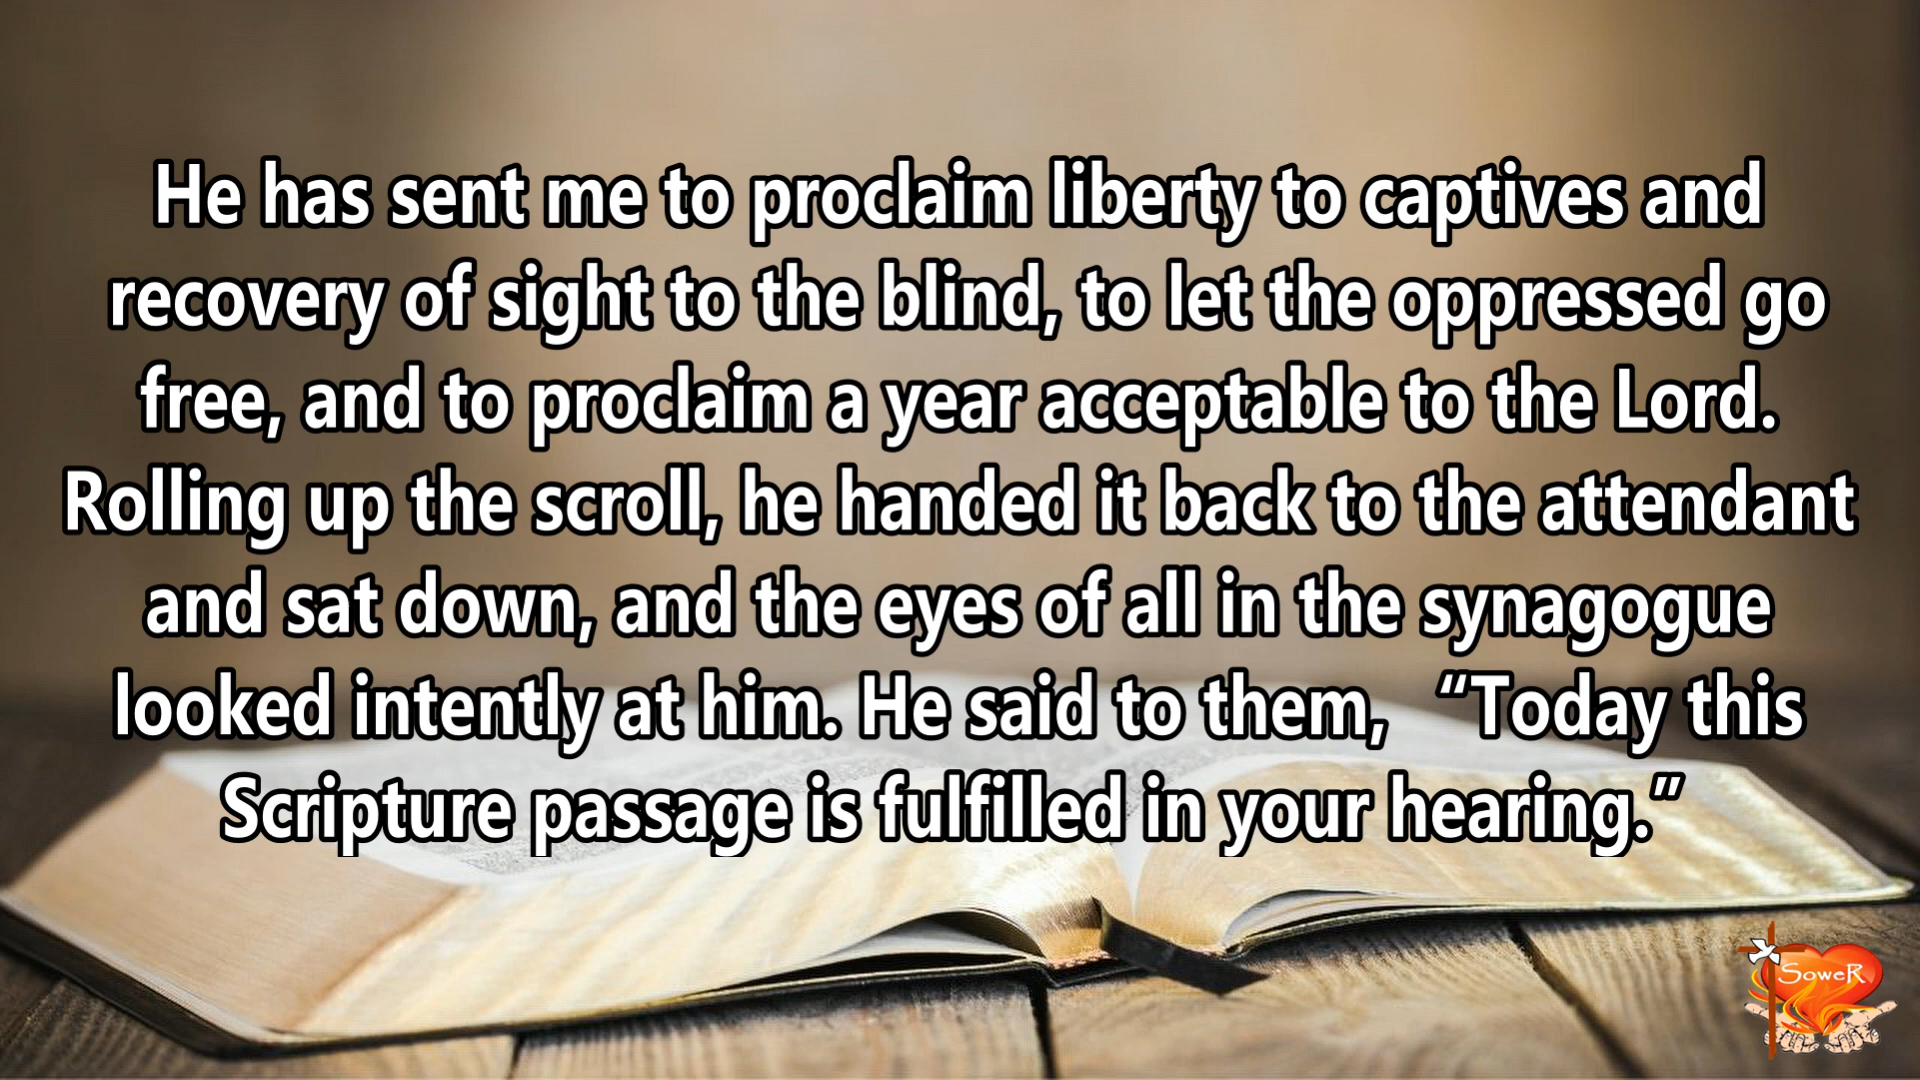 He has sent me to proclaim liberty to captives and
recovery of sight to the blind, to let the oppressed go
free, and to proclaim a year acceptable to the Lord.
Rolling up the scroll, he handed it back to the attendant
and sat down, and the eyes of all in the synagogue
looked intently at him. He said to them, “Today this
Scripture passage is fulfilled in your hearing.”
SoweR